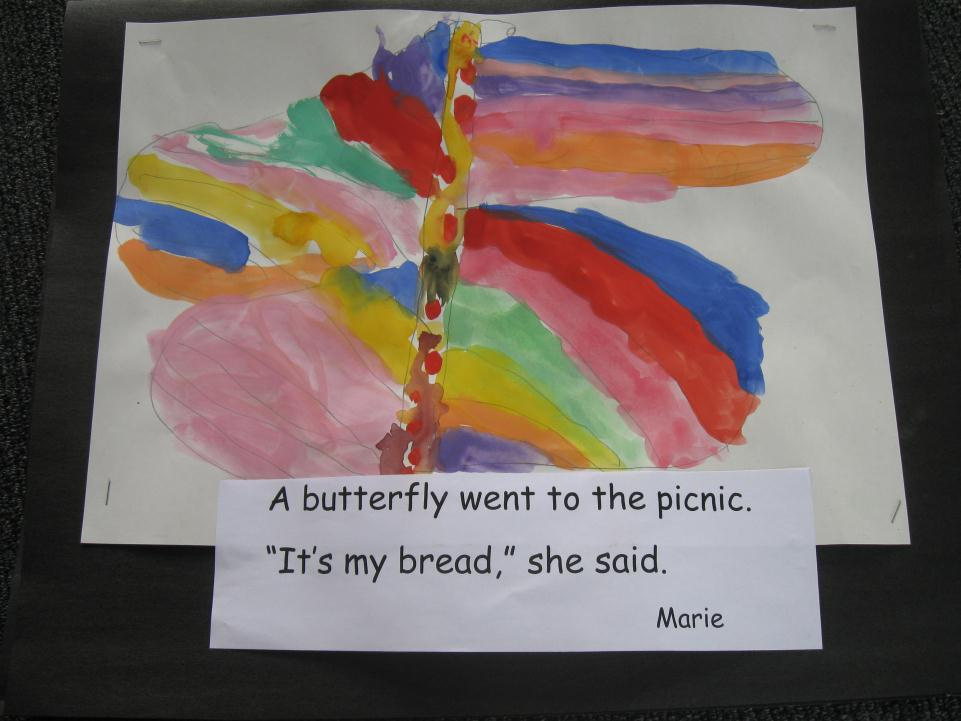 A butterfly went to the picnic.
“It’s my bread,” she said.
Marie